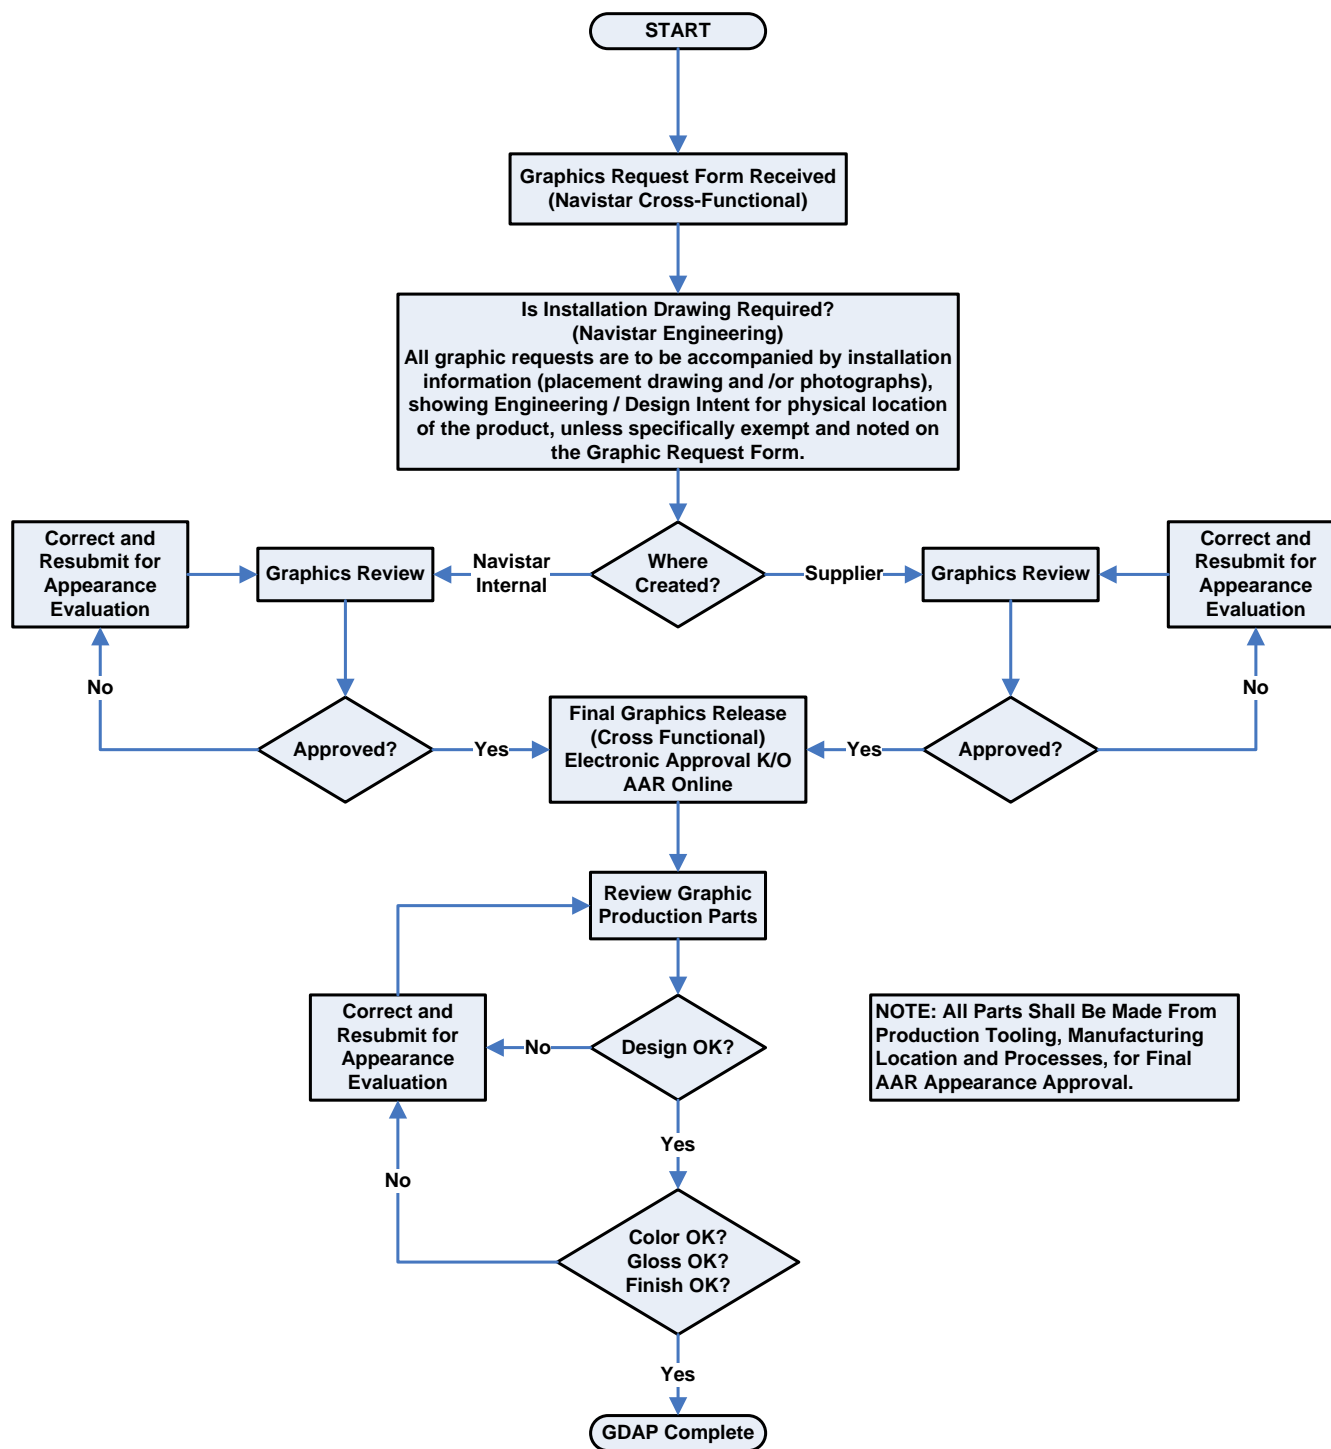 START
Graphics Request Form Received
(Navistar Cross-Functional)
Is Installation Drawing Required?
(Navistar Engineering)
All graphic requests are to be accompanied by installation
information (placement drawing and /or photographs),
showing Engineering / Design Intent for physical location
of the product, unless specifically exempt and noted on
the Graphic Request Form.
Correct and
Resubmit for
Appearance
Evaluation
Graphics Review
Navistar
Internal
Where
Created?
Supplier
Graphics Review
Correct and
Resubmit for
Appearance
Evaluation
No
No
Approved?
Yes
Final Graphics Release
(Cross Functional)
Electronic Approval K/O
AAR Online
Yes
Approved?
Review Graphic
Production Parts
Correct and
Resubmit for
Appearance
Evaluation
No
Design OK?
NOTE: All Parts Shall Be Made From
Production Tooling, Manufacturing
Location and Processes, for Final
AAR Appearance Approval.
Yes
No
Color OK?
Gloss OK?
Finish OK?
Yes
GDAP Complete